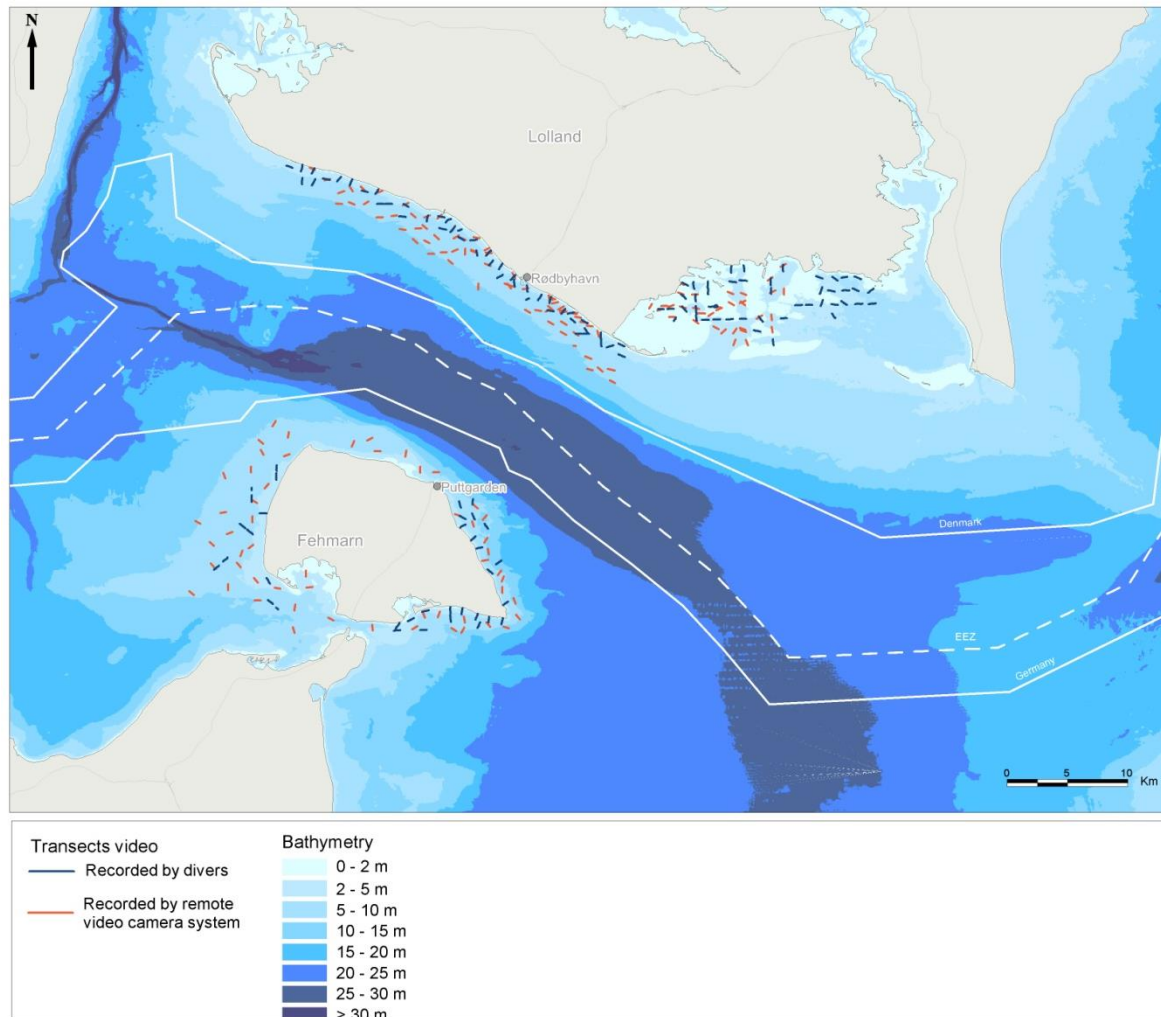 N
Lolland
Rødbyhavn
Puttgarden
Fehmarn
Denmark
EEZ
Germany
0 5 10 Km
Transects video
Recorded by divers
Recorded by remote
video camera system
Bathymetry
0 - 2 m
2 - 5 m
5 - 10 m
10 - 15 m
15 - 20 m
20 - 25 m
25 - 30 m
> 30 m